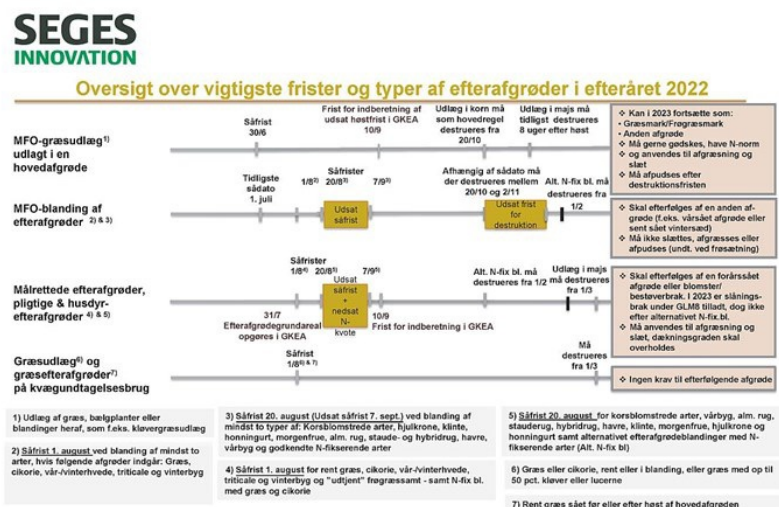 SEGES
INNOVATION
Oversigt over vigtigste frister og typer af efterafgrøder i efteråret 2022
MFO-græsudlæg1)
udlagt i en
hovedafgrøde
Såfrist
30/6
Frist for indberetning af
udsat høstfrist i GKEA
10/9
Udlæg i korn må
som hovedregel
destrueres fra
20/10
Udlæg i majs må
tidligst destrueres
8 uger efter høst
❖ Kan i 2023 fortsætte som:
• Græsmark/Frøgræsmark
• Anden afgrøde
❖ Må gerne gødskes, have N-norm
❖ og anvendes til afgræsning og
slæt
❖ Må afpudses efter
destruktionsfristen
MFO-blanding af
efterafgrøder 2) & 3)
Tidligste
sådato
1. juli
Såfrister
1/82) 20/83) 7/93)
Udsat
såfrist
Afhængig af sådato må
der destrueres mellem
20/10 og 2/11
Udsat frist
for
destruktion
Alt. N-fix bl. må
destrueres fra
1/2
❖ Skal efterfølges af en anden af-
grøde (f.eks. vårsået afgrøde eller
sent sået vintersæd)
❖ Må ikke slættes, afgræsses eller
afpudses (undt. ved frøsætning)
Målrettede efterafgrøder,
pligtige & husdyr-
efterafgrøder 4) & 5)
Såfrister
1/84) 20/85) 7/95)
Udsat
såfrist
+
nedsat
N-
kvote
31/7
Efterafgrødegrundareal
opgøres i GKEA
10/9
Frist for indberetning i GKEA
Alt. N-fix bl. må
destrueres fra 1/2
Udlæg i majs
må destrueres
fra 1/3
❖ Skal efterfølges af en forårssået
afgrøde eller blomster/
bestøverbrak. I 2023 er slånings-
brak under GLM8 tilladt, dog ikke
efter alternativet N-fix.bl.
❖ Må anvendes til afgræsning og
slæt, dækningsgraden skal
overholdes
Græsudlæg6) og
græsefterafgrøder7)
på kvægundtagelsesbrug
Såfrist
1/86) & 7)
Må
destrueres
fra 1/3
❖ Ingen krav til efterfølgende afgrøde
1) Udlæg af græs, bælgplanter eller
blandinger heraf, som f.eks. kløvergræsudlæg
2) Såfrist 1. august ved blanding af mindst to
arter, hvis følgende afgrøder indgår: Græs,
cikorie, vår-/vinterhvede, triticale og vinterbyg
3) Såfrist 20. august (Udsat såfrist 7. sept.) ved blanding af
mindst to typer af: Korsblomstrede arter, hjulkrone, klinte,
honningurt, morgenfrue, alm. rug, staude- og hybridrug, havre,
vårbyg og godkendte N-fikserende arter
4) Såfrist 1. august for rent græs, cikorie, vår-/vinterhvede,
triticale og vinterbyg og "udtjent" frøgræssmat - samt N-fix bl.
med græs og cikorie
5) Såfrist 20. august for korsblomstrede arter, vårbyg, alm. rug,
stauderug, hybridrug, havre, klinte, morgenfrue, hjulkrone og
honningurt samt alternativet efterafgrødeblandinger med N-
fikserende arter (Alt. N-fix bl)
6) Græs eller cikorie, rent eller i blanding, eller græs med op til
50 pct. kløver eller lucerne
7) Rent græs sået før eller efter høst af hovedafgrøden